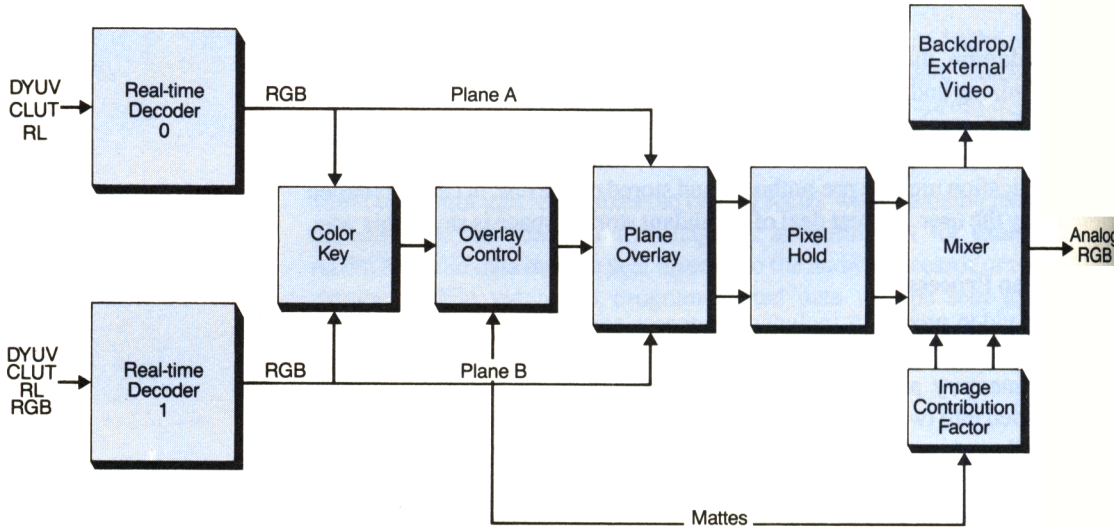 DYUV
CLUT
RL
Real-time
Decoder
0
RGB
Plane A
Backdrop/
External
Video
Color
Key
Overlay
Control
Plane
Overlay
Pixel
Hold
Mixer
Analog
RGB
DYUV
CLUT
RL
RGB
Real-time
Decoder
1
RGB
Plane B
Image
Contribution
Factor
Mattes